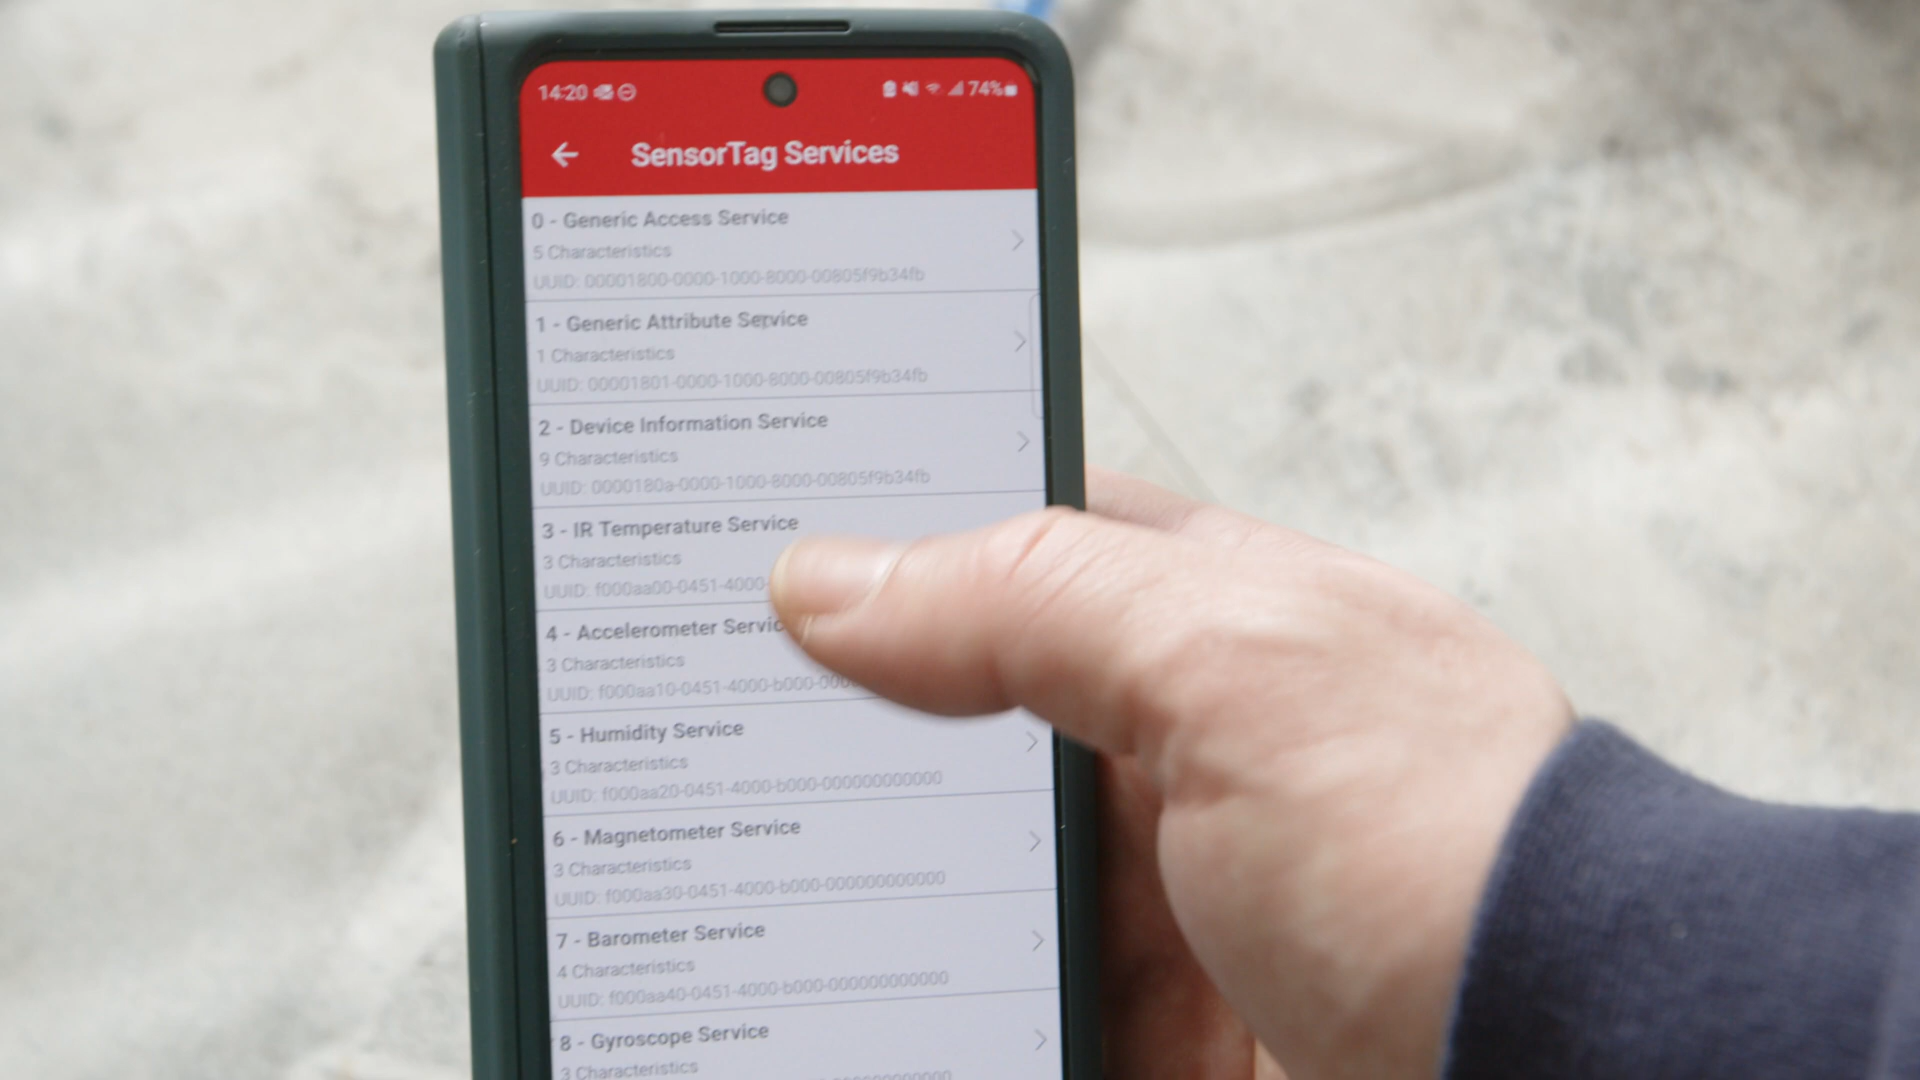 14:20
74%
SensorTag Services
0 - Generic Access Service
5 Characteristics
UUID: 00001800-0000-1000-8000-00805f9b34fb
1 - Generic Attribute Service
1 Characteristics
UUID: 00001801-0000-1000-8000-00805f9b34fb
2 - Device Information Service
9 Characteristics
UUID: 0000180a-0000-1000-8000-00805f9b34fb
3 - IR Temperature Service
3 Characteristics
UUID: f000aa00-0451-4000-
4 - Accelerometer Servic
3 Characteristics
UUID: f000aa10-0451-4000-b000-00
5 - Humidity Service
3 Characteristics
UUID: f000aa20-0451-4000-b000-000000000000
6 - Magnetometer Service
3 Characteristics
UUID: f000aa30-0451-4000-b000-000000000000
7 - Barometer Service
4 Characteristics
UUID: f000aa40-0451-4000-b000-000000000000
8 - Gyroscope Service
3 Characteristics